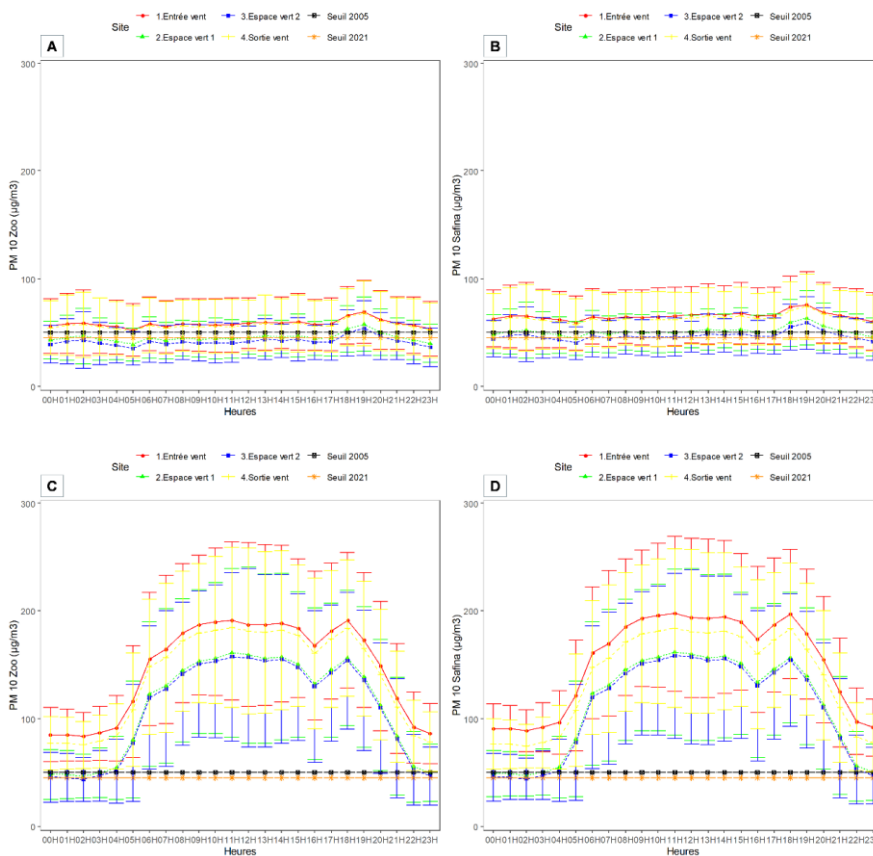 Site
1.Entrée vent
3.Espace vert 2
Seuil 2005
2.Espace vert 1
4.Sortie vent
Seuil 2021
A
PM 10 Zoo (µg/m3)
300
200
100
0
00H01H02H03H04H05H06H07H08H09H10H11H12H13H14H15H16H17H18H19H20H21H22H23H
Heures
Site
1.Entrée vent
3.Espace vert 2
Seuil 2005
2.Espace vert 1
4.Sortie vent
Seuil 2021
B
PM 10 Safina (µg/m3)
300
200
100
0
00H01H02H03H04H05H06H07H08H09H10H11H12H13H14H15H16H17H18H19H20H21H22H23H
Heures
Site
1.Entrée vent
3.Espace vert 2
Seuil 2005
2.Espace vert 1
4.Sortie vent
Seuil 2021
C
PM 10 Zoo (µg/m3)
300
200
100
0
00H01H02H03H04H05H06H07H08H09H10H11H12H13H14H15H16H17H18H19H20H21H22H23H
Heures
Site
1.Entrée vent
3.Espace vert 2
Seuil 2005
2.Espace vert 1
4.Sortie vent
Seuil 2021
D
PM 10 Safina (µg/m3)
300
200
100
0
00H01H02H03H04H05H06H07H08H09H10H11H12H13H14H15H16H17H18H19H20H21H22H23H
Heures